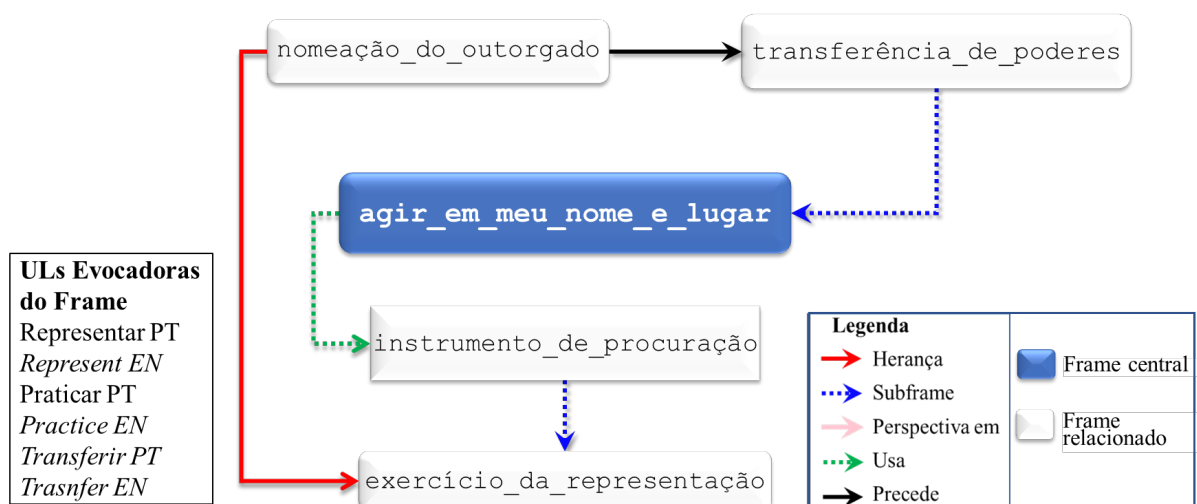 nomeação_do_outorgado
transferência_de_poderes
agir_em_meu_nome_e_lugar
instrumento_de_procuração
exercício_da_representação
ULs Evocadoras
do Frame
Representar PT
Represent EN
Praticar PT
Practice EN
Transferir PT
Trasnfer EN
Legenda
Herança
Subframe
Perspectiva em
Usa
Precede
Frame central
Frame
relacionado